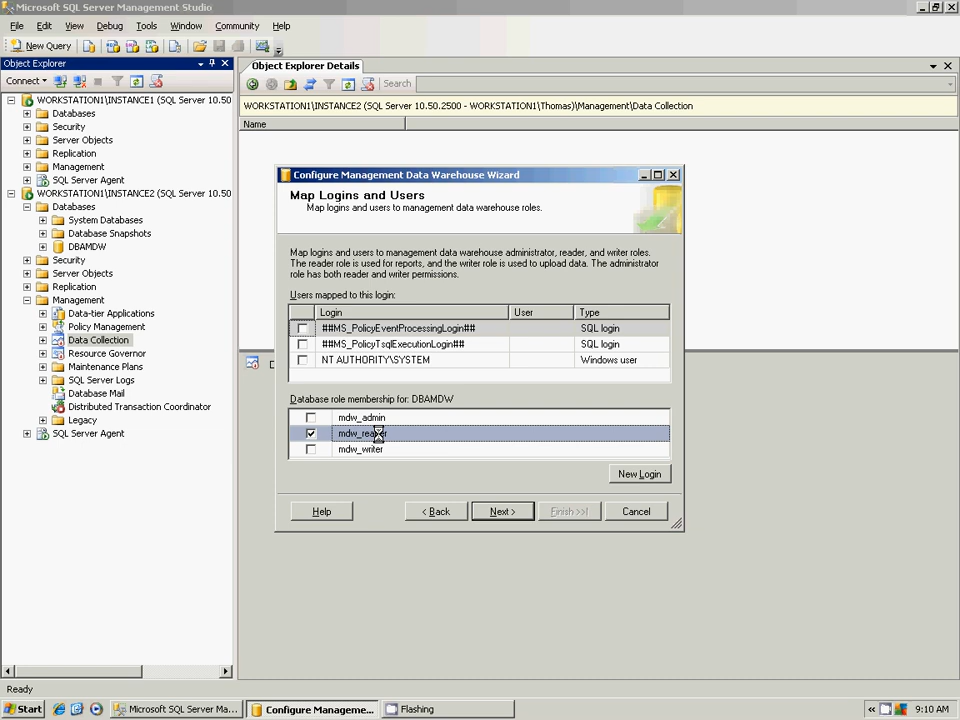 Microsoft SQL Server Management Studio
File Edit View Debug Tools Window Community Help
New Query
Object Explorer
Connect
WORKSTATION1\INSTANCE1 (SQL Server 10.50
Databases
Security
Server Objects
Replication
Management
SQL Server Agent
WORKSTATION1\INSTANCE2 (SQL Server 10.50
Databases
System Databases
Database Snapshots
DBAMDW
Security
Server Objects
Replication
Management
Data-tier Applications
Policy Management
Data Collection
Resource Governor
Maintenance Plans
SQL Server Logs
Database Mail
Distributed Transaction Coordinator
Legacy
SQL Server Agent
Object Explorer Details
Search
WORKSTATION1\INSTANCE2 (SQL Server 10.50.2500 - WORKSTATION1\Thomas)\Management\Data Collection
Name
Configure Management Data Warehouse Wizard
Map Logins and Users
Map logins and users to management data warehouse roles.
Map logins and users to management data warehouse administrator, reader, and writer roles.
The reader role is used for reports, and the writer role is used to upload data. The administrator
role has both reader and writer permissions.
Users mapped to this login:
Login User Type
##MS_PolicyEventProcessingLogin## SQL login
##MS_PolicyTsqlExecutionLogin## SQL login
NT AUTHORITY\SYSTEM Windows user
Database role membership for: DBAMDW
mdw_admin
mdw_reader
mdw_writer
New Login
Help < Back Next > Finish >>| Cancel
Ready
Start Microsoft SQL Server Ma... Configure Manageme... Flashing « 9:10 AM